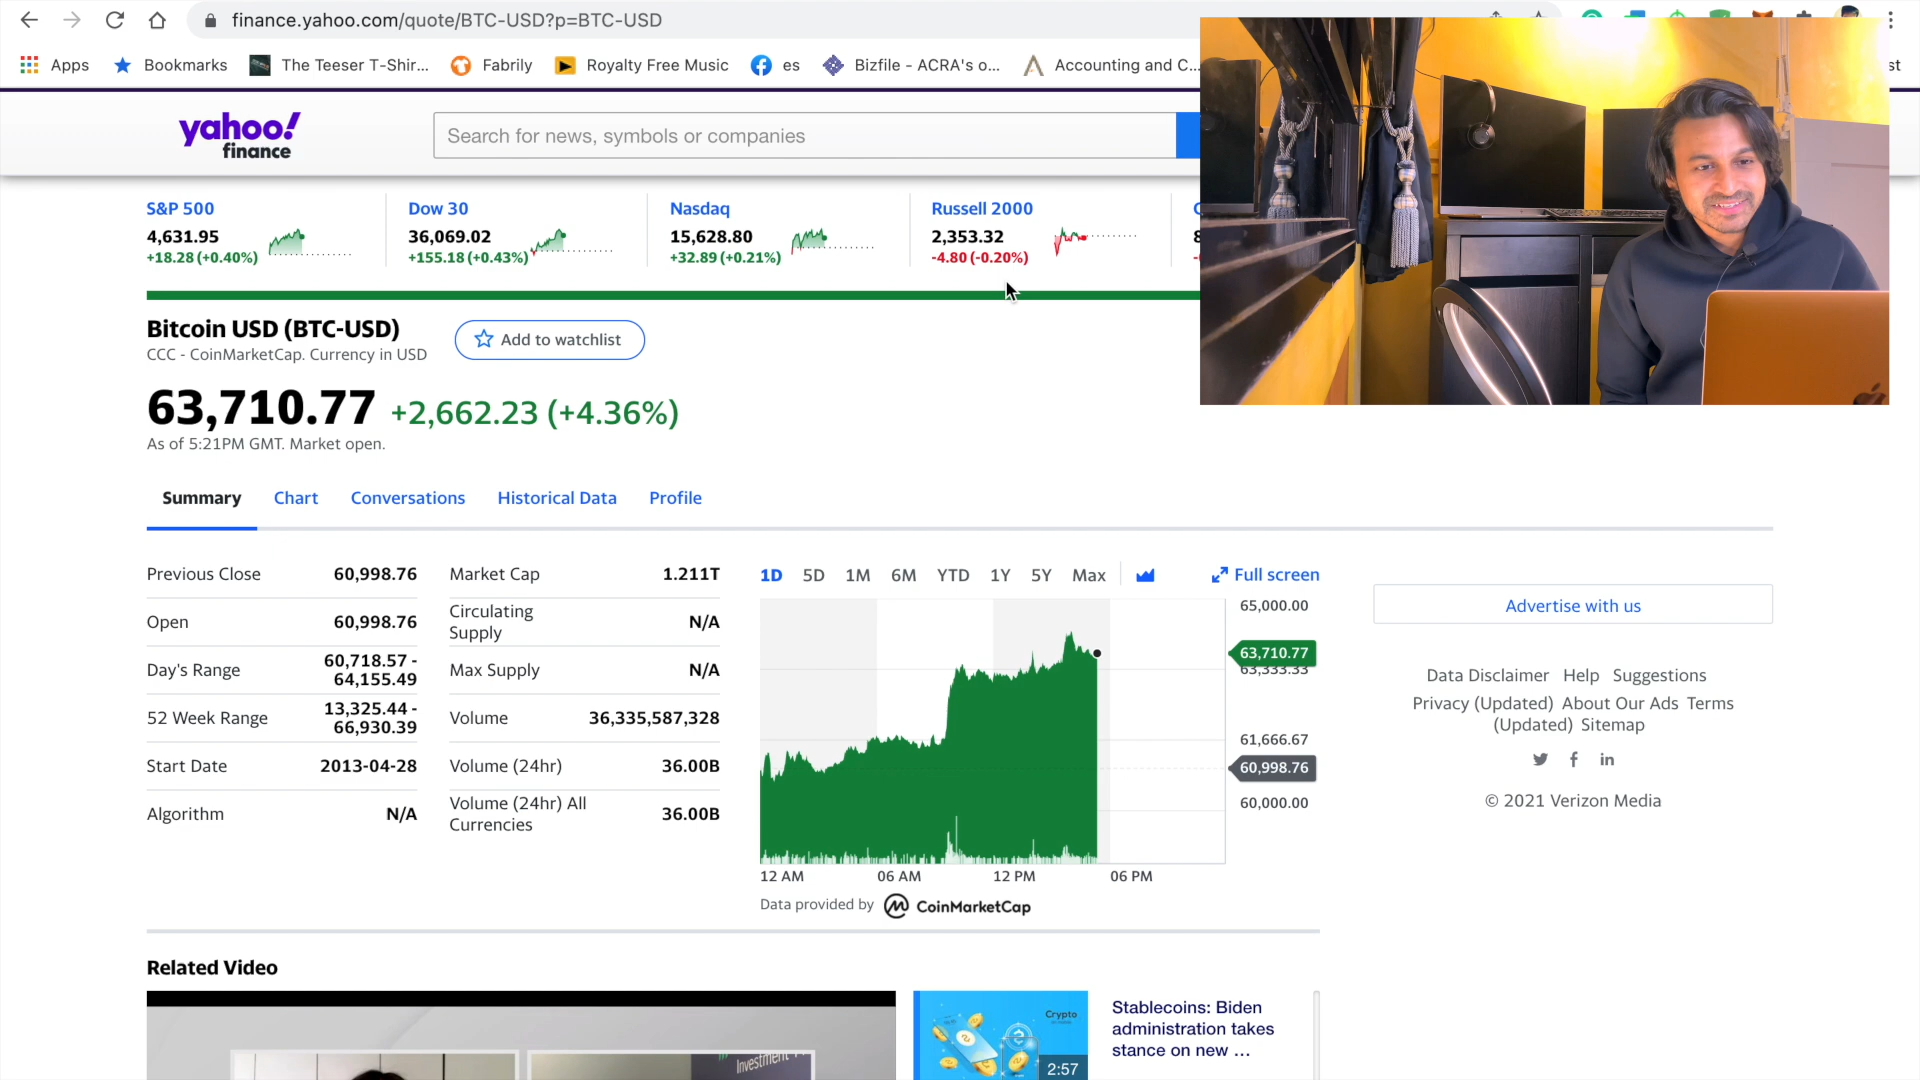 finance.yahoo.com/quote/BTC-USD?p=BTC-USD
Apps Bookmarks The Teeser T-Shir... Fabrily Royalty Free Music es Bizfile - ACRA's o... Accounting and C... st
yahoo!
finance
Search for news, symbols or companies
S&P 500
4,631.95
+18.28 (+0.40%)
Dow 30
36,069.02
+155.18 (+0.43%)
Nasdaq
15,628.80
+32.89 (+0.21%)
Russell 2000
2,353.32
-4.80 (-0.20%)
Bitcoin USD (BTC-USD)
CCC - CoinMarketCap. Currency in USD
Add to watchlist
63,710.77 +2,662.23 (+4.36%)
As of 5:21PM GMT. Market open.
Summary Chart Conversations Historical Data Profile
Previous Close 60,998.76
Open 60,998.76
Day's Range 60,718.57 -
64,155.49
52 Week Range 13,325.44 -
66,930.39
Start Date 2013-04-28
Algorithm N/A
Market Cap 1.211T
Circulating
Supply N/A
Max Supply N/A
Volume 36,335,587,328
Volume (24hr) 36.00B
Volume (24hr) All
Currencies 36.00B
1D 5D 1M 6M YTD 1Y 5Y Max Full screen
65,000.00
63,710.77
63,333.33
61,666.67
60,998.76
60,000.00
12 AM 06 AM 12 PM 06 PM
Data provided by CoinMarketCap
Advertise with us
Data Disclaimer Help Suggestions
Privacy (Updated) About Our Ads Terms
(Updated) Sitemap
© 2021 Verizon Media
Related Video
Investment
Crypto
2:57
Stablecoins: Biden
administration takes
stance on new ...